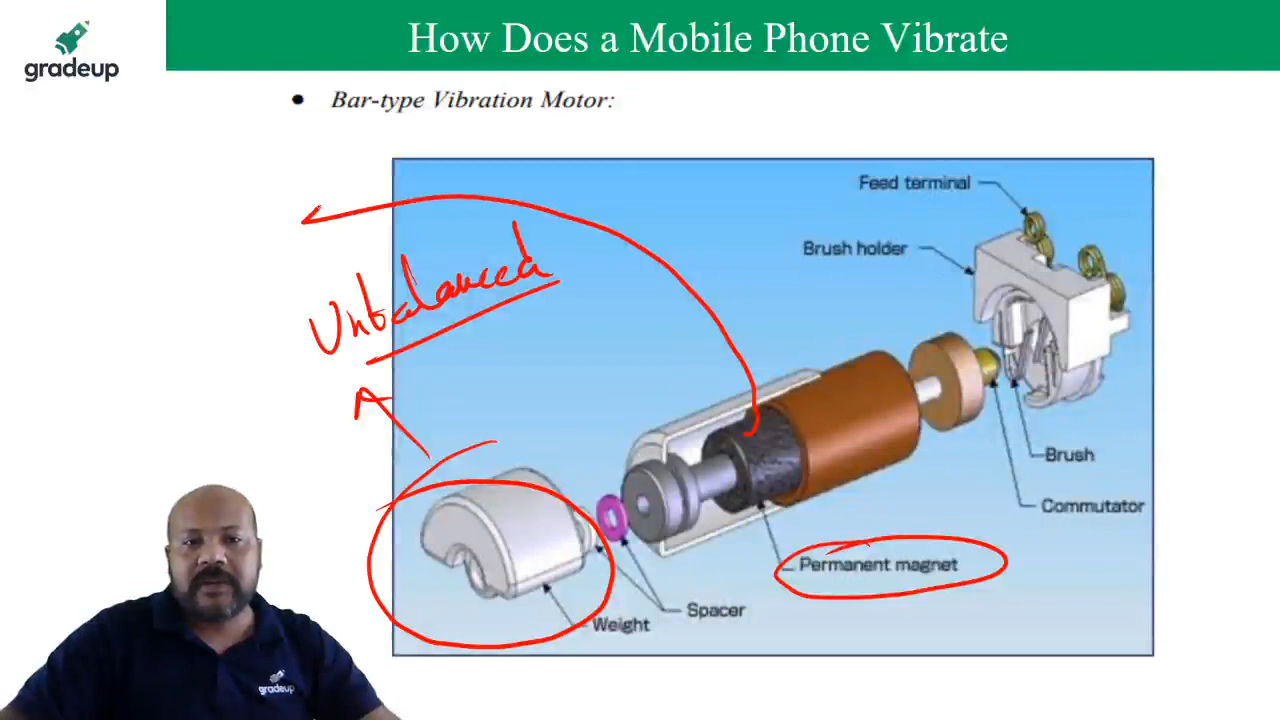 How Does a Mobile Phone Vibrate
gradeup
• Bar-type Vibration Motor:
Feed terminal
Brush holder
Unbalanced
Brush
Commutator
Permanent magnet
Spacer
Weight
gradeup